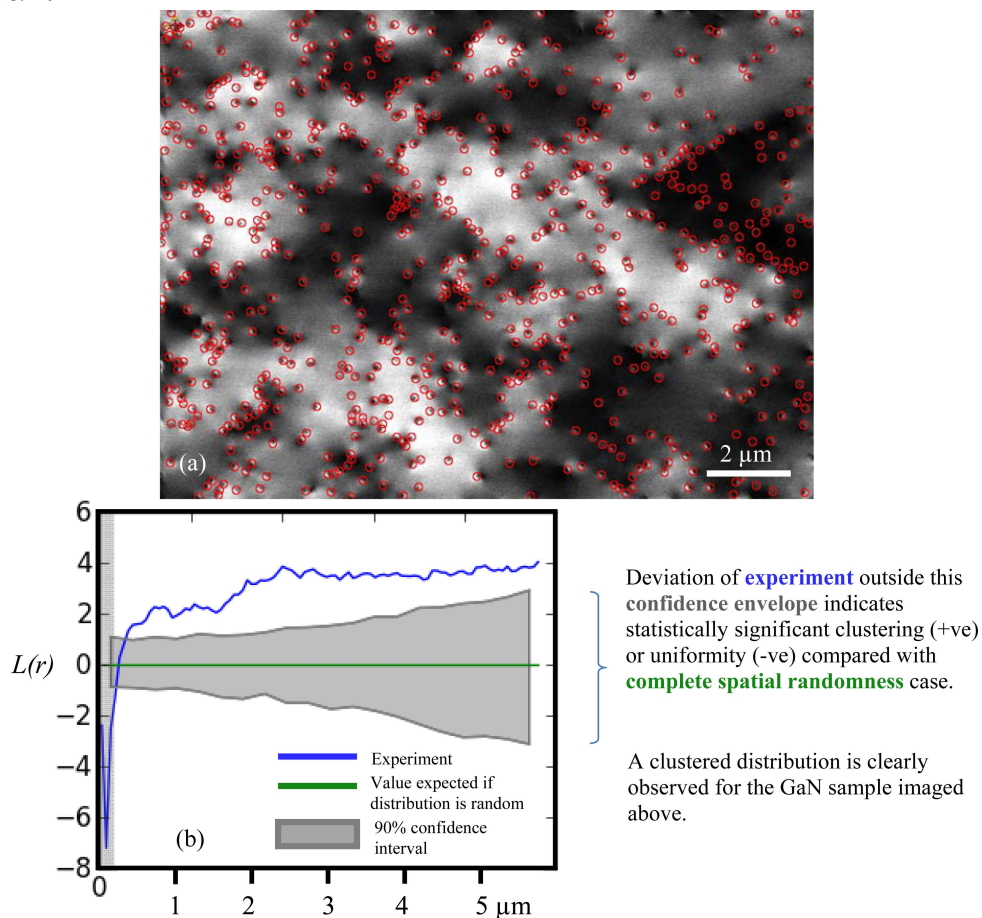 (a)
2 µm
6
4
2
0
−2
−4
−6
−8
L(r)
Experiment
Value expected if
distribution is random
90% confidence
interval
(b)
0
1
2
3
4
5 µm
Deviation of experiment outside this
confidence envelope indicates
statistically significant clustering (+ve)
or uniformity (-ve) compared with
complete spatial randomness case.
A clustered distribution is clearly
observed for the GaN sample imaged
above.